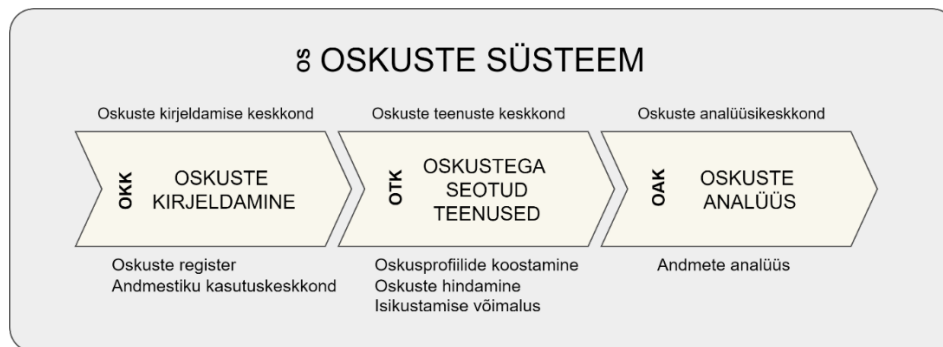 OS OSKUSTE SÜSTEEM
Oskuste kirjeldamise keskkond
Oskuste teenuste keskkond
Oskuste analüüsikeskkond
OKK
OSKUSTE
KIRJELDAMINE
OTK
OSKUSTEGA
SEOTUD
TEENUSED
OAK
OSKUSTE
ANALÜÜS
Oskuste register
Andmestiku kasutuskeskkond
Oskusprofiilide koostamine
Oskuste hindamine
Isikustamise võimalus
Andmete analüüs